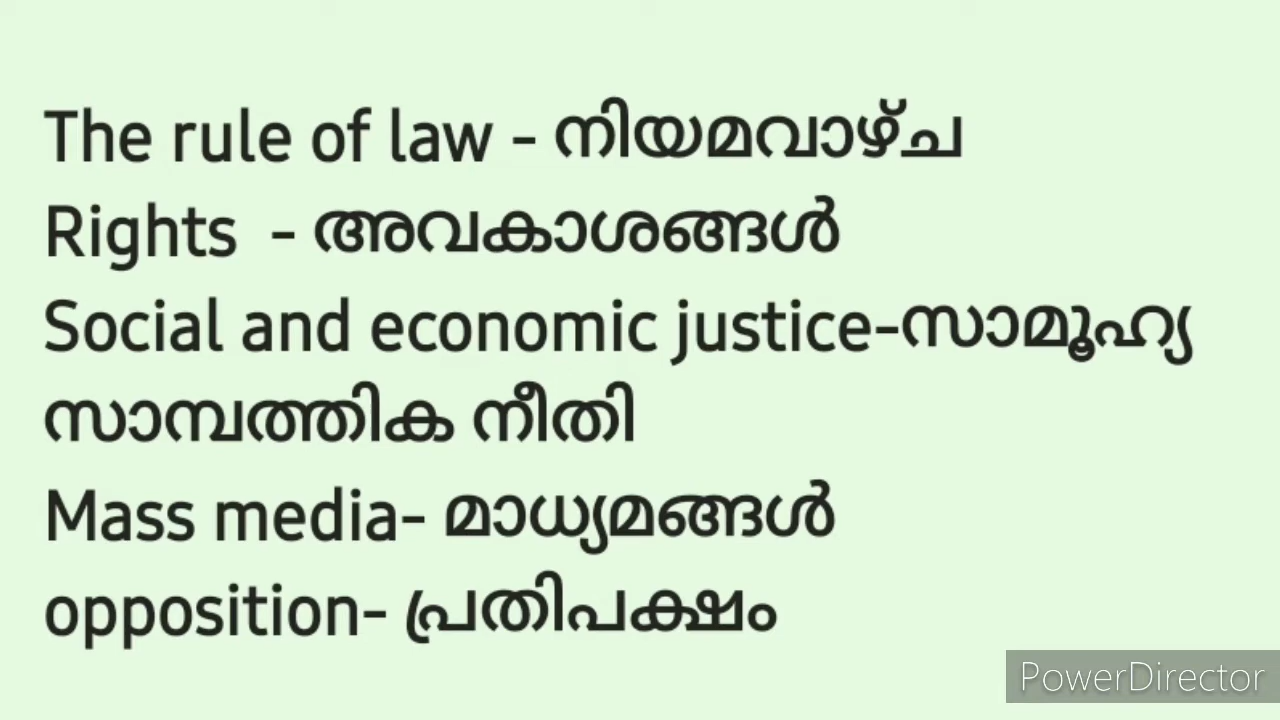 The rule of law - നിയമവാഴ്ച
Rights - അവകാശങ്ങൾ
Social and economic justice-സാമൂഹ്യ
സാമ്പത്തിക നീതി
Mass media- മാധ്യമങ്ങൾ
opposition- പ്രതിപക്ഷം
PowerDirector